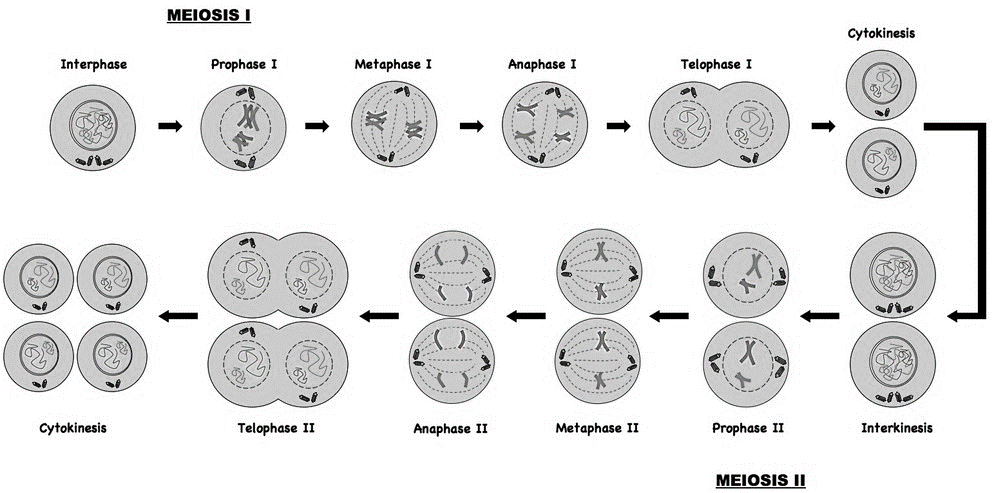 MEIOSIS I
Cytokinesis
Interphase
Prophase I
Metaphase I
Anaphase I
Telophase I
Cytokinesis
Telophase II
Anaphase II
Metaphase II
Prophase II
Interkinesis
MEIOSIS II